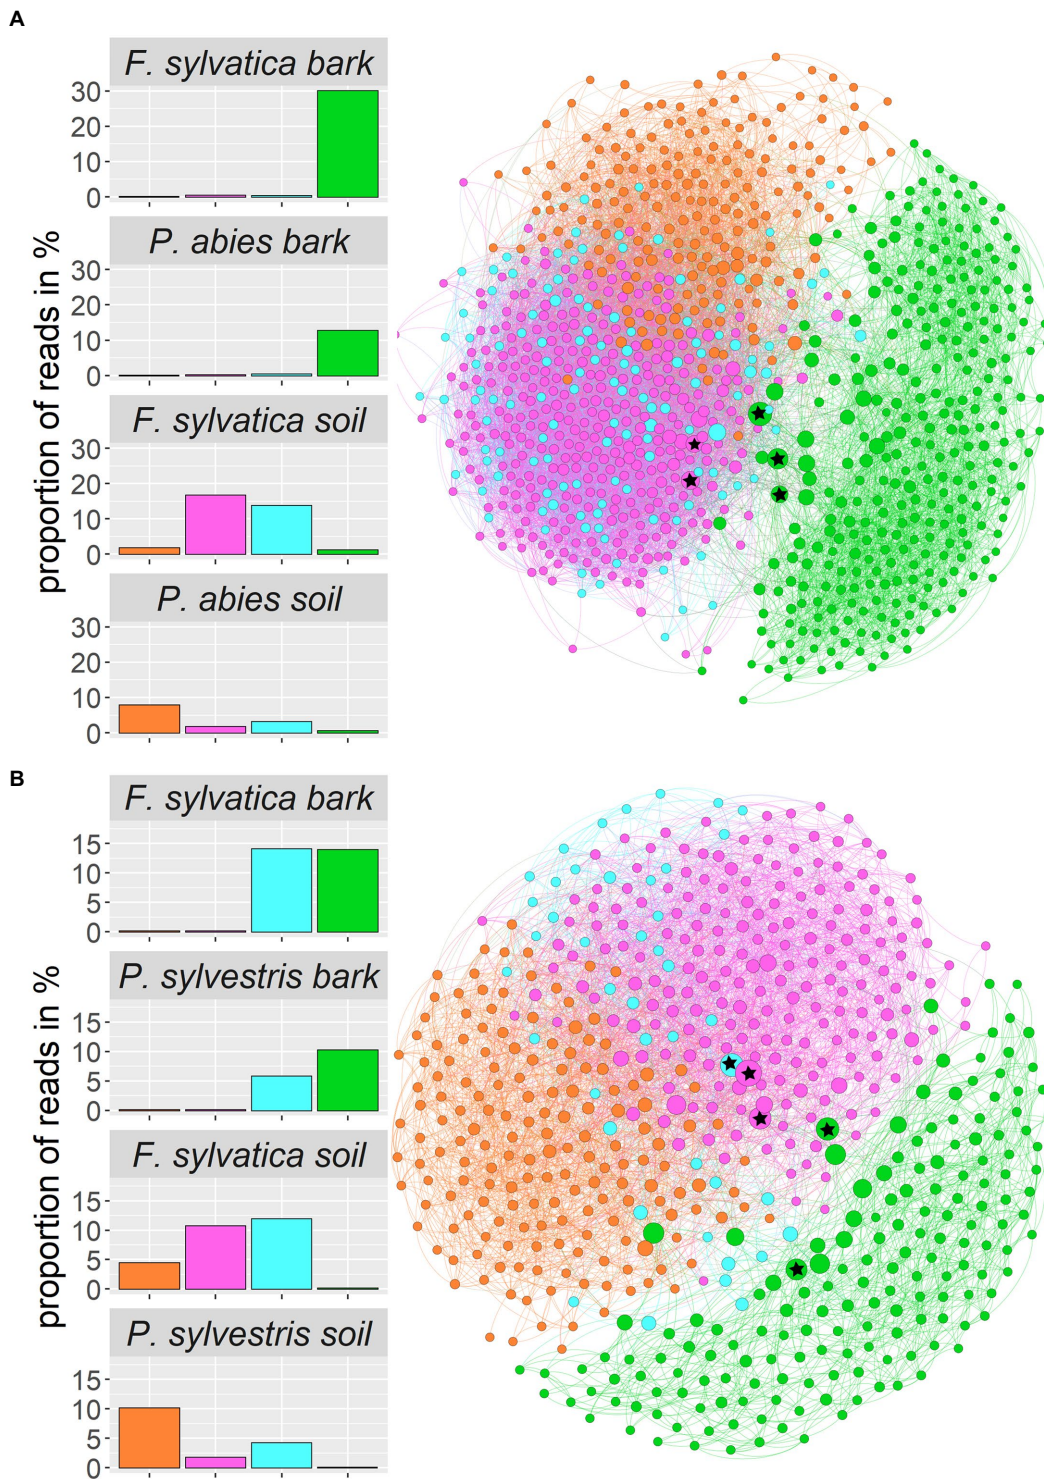 A
F. sylvatica bark
30
20
10
0
P. abies bark
30
20
10
0
F. sylvatica soil
30
20
10
0
P. abies soil
30
20
10
0
proportion of reads in %
B
F. sylvatica bark
15
10
5
0
P. sylvestris bark
15
10
5
0
F. sylvatica soil
15
10
5
0
P. sylvestris soil
15
10
5
0
proportion of reads in %